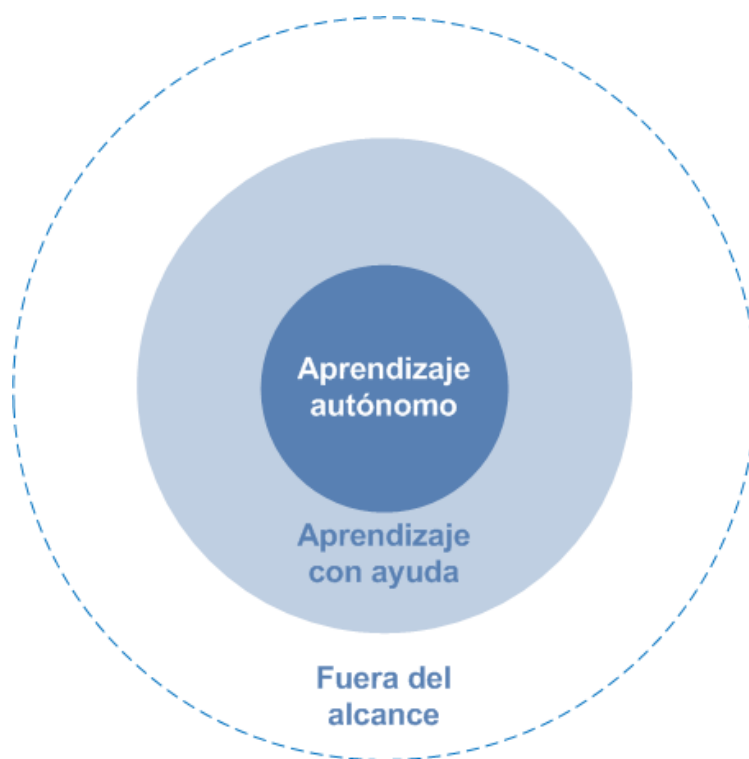 Aprendizaje
autónomo
Aprendizaje
con ayuda
Fuera del
alcance